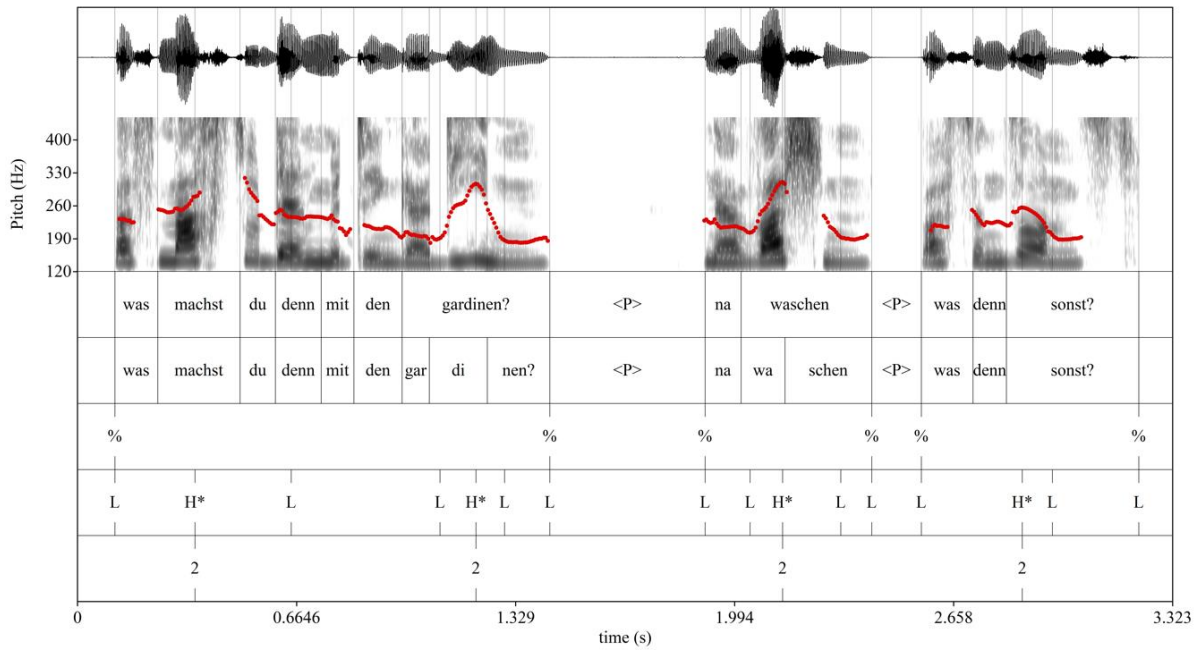 Pitch (Hz)
400
330
260
190
120
was machst du denn mit den gardinen? <P> na waschen <P> was denn sonst?
was machst du denn mit den gar di nen? <P> na wa schen <P> was denn sonst?
% % % % % %
L H* L L H* L L L L H* L L L H* L L
2 2 2 2
0 0.6646 1.329 1.994 2.658 3.323
time (s)